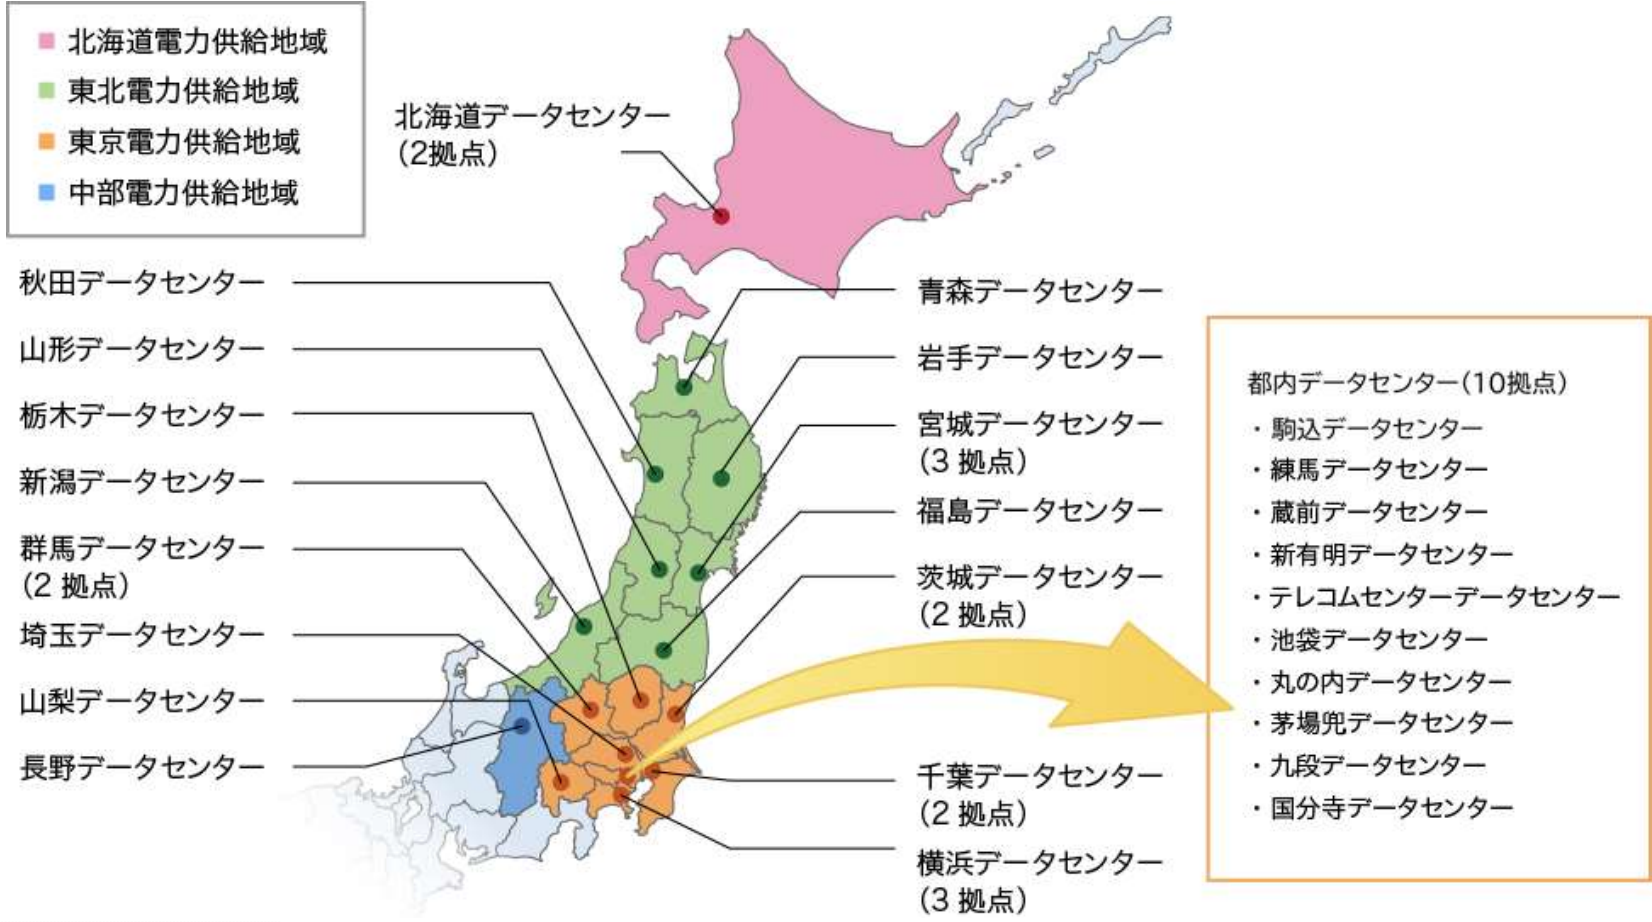 北海道電力供給地域
東北電力供給地域
東京電力供給地域
中部電力供給地域
北海道データセンター
(2拠点)
秋田データセンター
山形データセンター
栃木データセンター
新潟データセンター
群馬データセンター
(2 拠点)
埼玉データセンター
山梨データセンター
長野データセンター
青森データセンター
岩手データセンター
宮城データセンター
(3 拠点)
福島データセンター
茨城データセンター
(2 拠点)
千葉データセンター
(2 拠点)
横浜データセンター
(3 拠点)
都内データセンター(10拠点)
・駒込データセンター
・練馬データセンター
・蔵前データセンター
・新有明データセンター
・テレコムセンターデータセンター
・池袋データセンター
・丸の内データセンター
・茅場兜データセンター
・九段データセンター
・国分寺データセンター